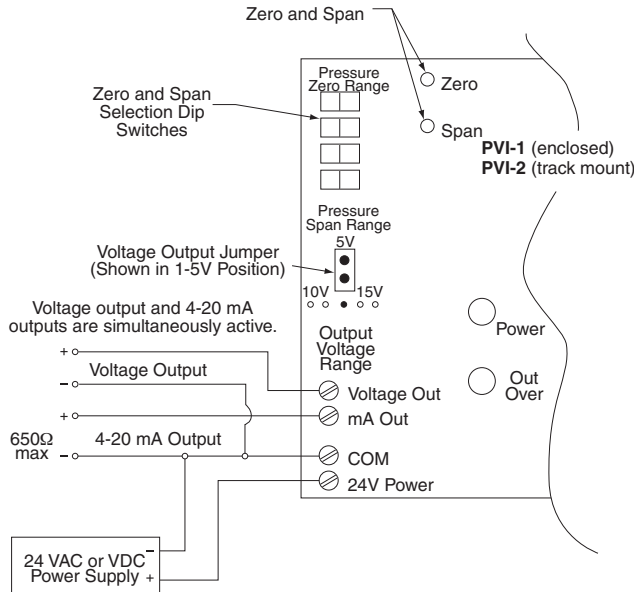 Zero and Span
Pressure
Zero Range
Zero
Zero and Span
Selection Dip
Switches
Span
PVI-1 (enclosed)
PVI-2 (track mount)
Pressure
Span Range
5V
Voltage Output Jumper
(Shown in 1-5V Position)
10V
15V
Voltage output and 4-20 mA
outputs are simultaneously active.
Power
Output
Voltage
Range
+
Voltage Output
–
Voltage Out
Out
Over
+
mA Out
650Ω
max
4-20 mA Output
–
COM
24V Power
24 VAC or VDC –
Power Supply +